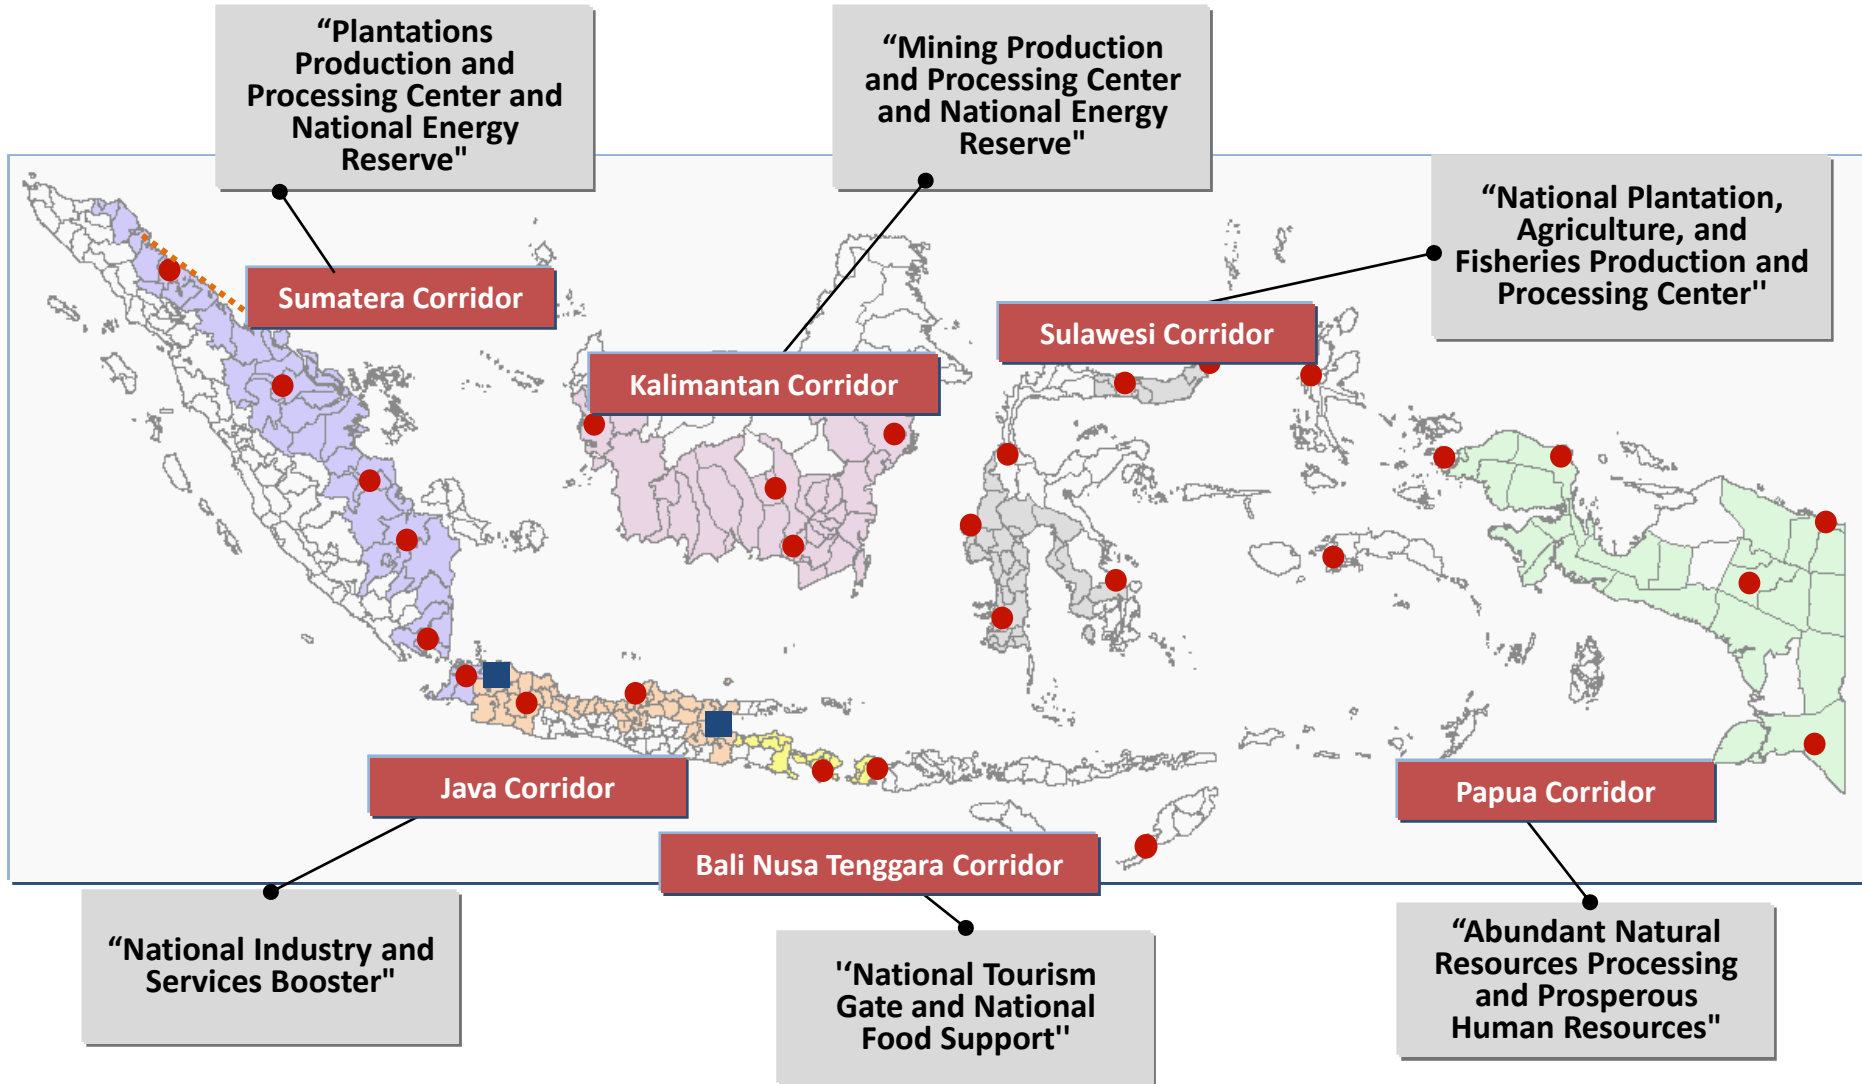 “Plantations
Production and
Processing Center and
National Energy
Reserve"
“Mining Production
and Processing Center
and National Energy
Reserve"
“National Plantation,
Agriculture, and
Fisheries Production and
Processing Center''
Sumatera Corridor
Sulawesi Corridor
Kalimantan Corridor
Java Corridor
Papua Corridor
Bali Nusa Tenggara Corridor
“National Industry and
Services Booster"
''‘National Tourism
Gate and National
Food Support''
“Abundant Natural
Resources Processing
and Prosperous
Human Resources"